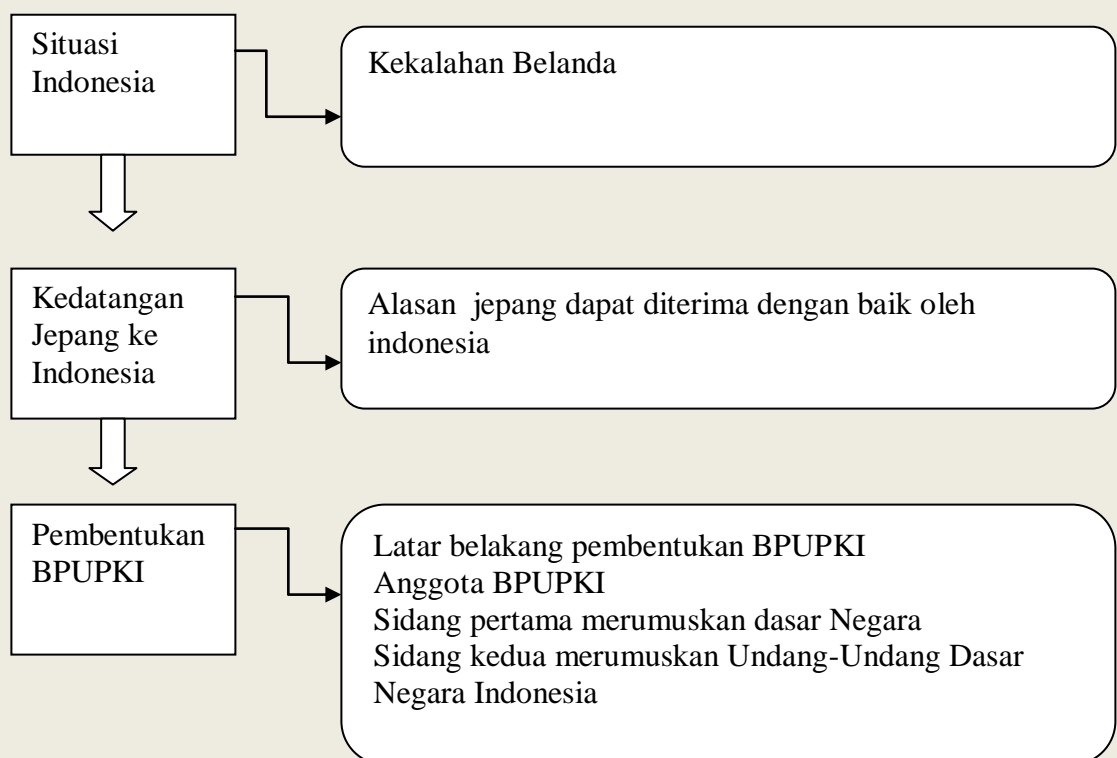 Situasi
Indonesia
Kekalahan Belanda
Kedatangan
Jepang ke
Indonesia
Alasan  jepang dapat diterima dengan baik oleh
indonesia
Pembentukan
BPUPKI
Latar belakang pembentukan BPUPKI
Anggota BPUPKI
Sidang pertama merumuskan dasar Negara
Sidang kedua merumuskan Undang-Undang Dasar
Negara Indonesia